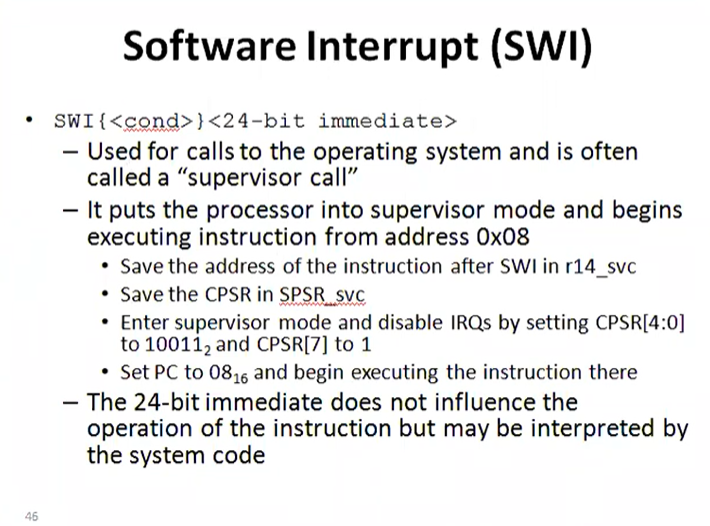 Software Interrupt (SWI)
• SWI{<cond>}<24-bit immediate>
– Used for calls to the operating system and is often
called a “supervisor call”
– It puts the processor into supervisor mode and begins
executing instruction from address 0x08
• Save the address of the instruction after SWI in r14_svc
• Save the CPSR in SPSR_svc
• Enter supervisor mode and disable IRQs by setting CPSR[4:0]
to 10011₂ and CPSR[7] to 1
• Set PC to 08₁₆ and begin executing the instruction there
– The 24-bit immediate does not influence the
operation of the instruction but may be interpreted by
the system code
46